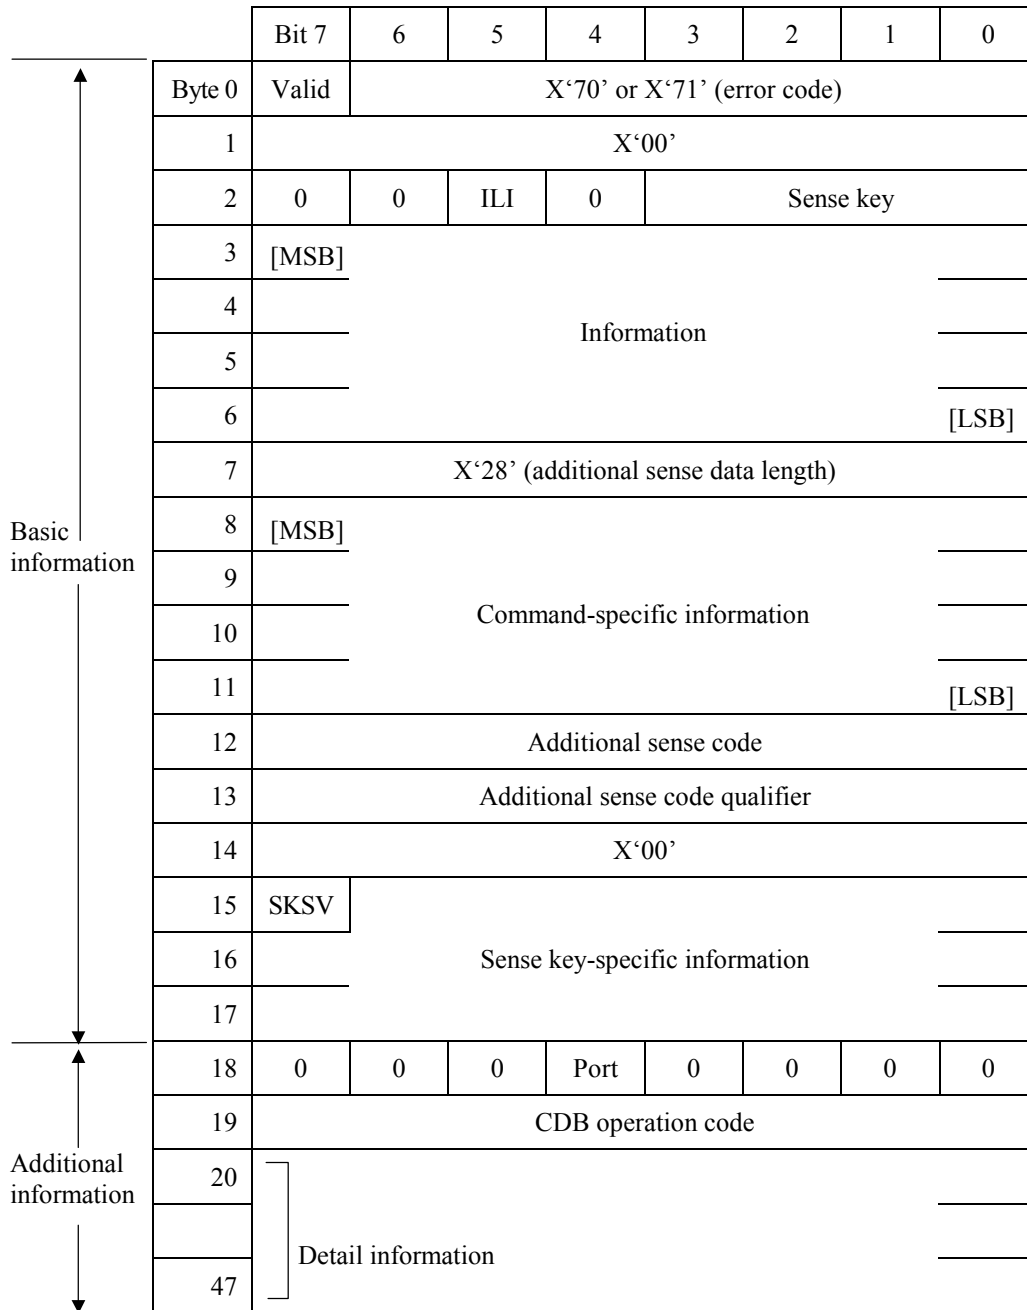 Bit 7 6 5 4 3 2 1 0
Byte 0 Valid X‘70’ or X‘71’ (error code)
1 X‘00’
2 0 0 ILI 0 Sense key
3 [MSB]
4
Information
5
6 [LSB]
7 X‘28’ (additional sense data length)
Basic
information
8 [MSB]
9
Command-specific information
10
11 [LSB]
12 Additional sense code
13 Additional sense code qualifier
14 X‘00’
15 SKSV
16 Sense key-specific information
17
18 0 0 0 Port 0 0 0 0
19 CDB operation code
Additional
information
20
Detail information
47